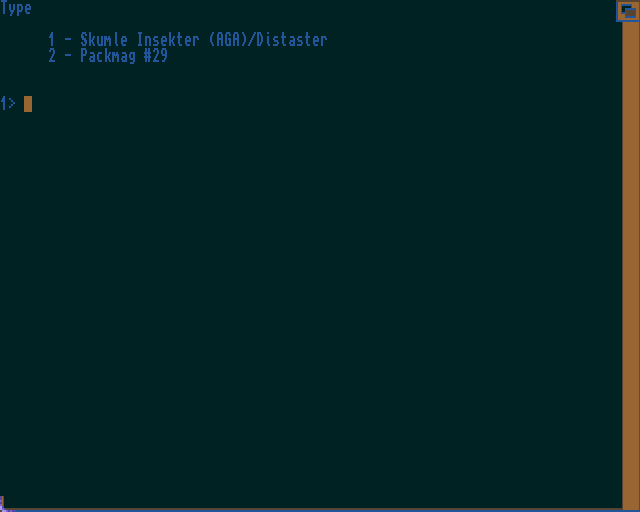 Type
1 - Skumle Insekter (AGA)/Distaster
2 - Packmag #29
1>